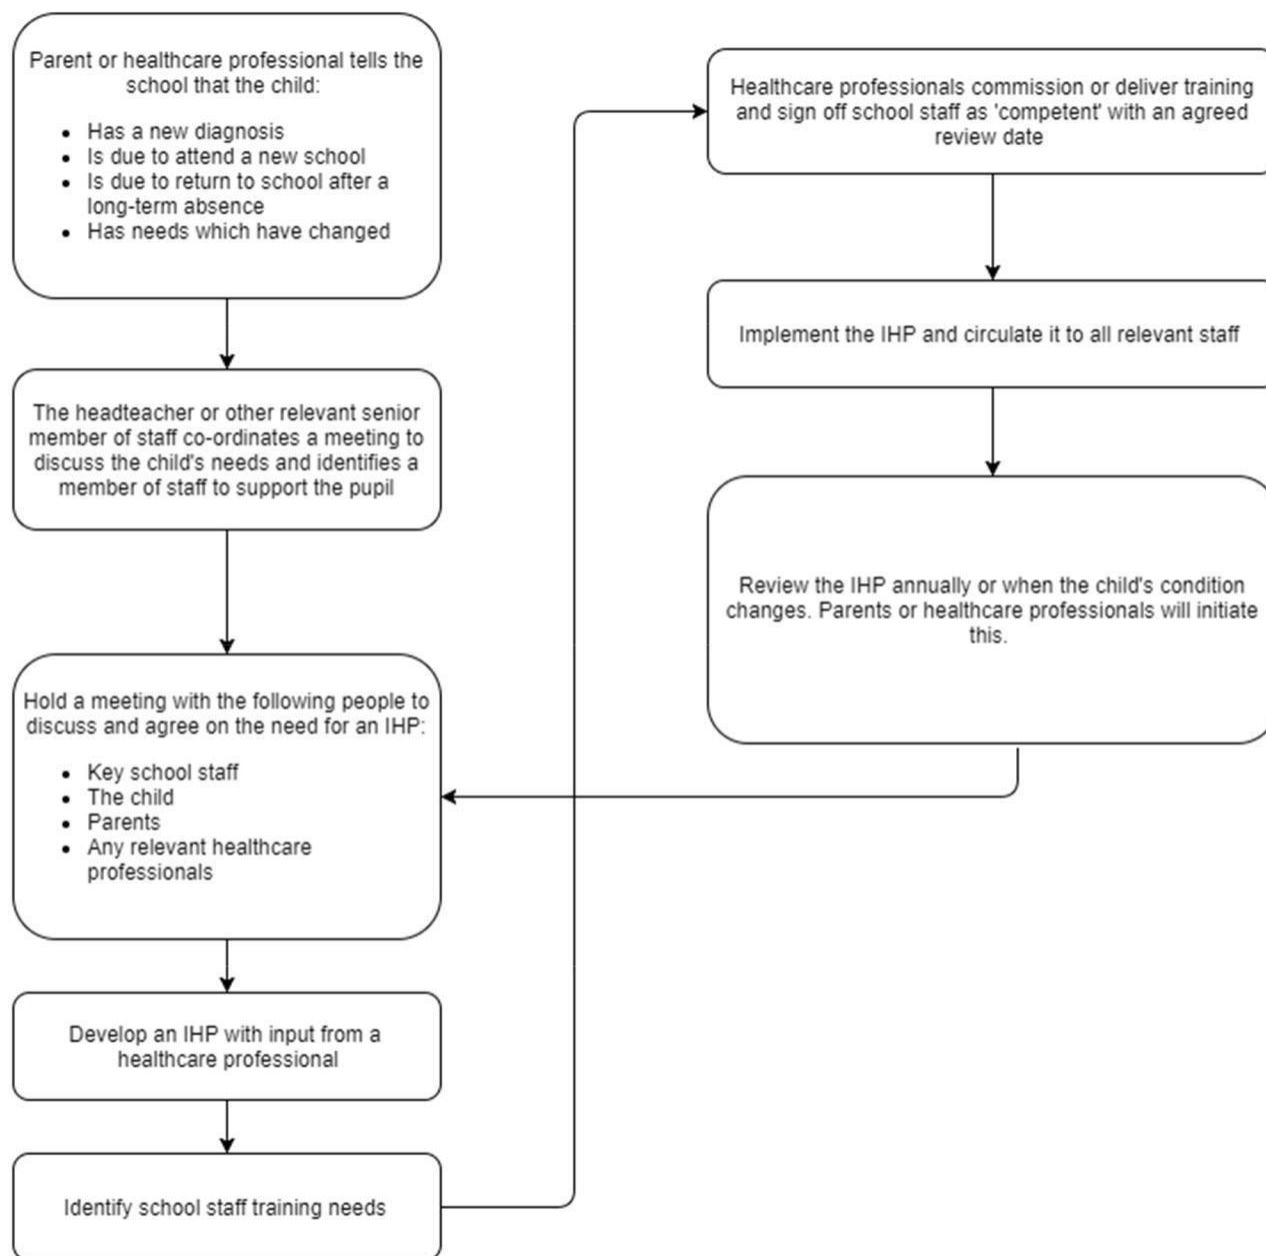 Parent or healthcare professional tells the
school that the child:
• Has a new diagnosis
• Is due to attend a new school
• Is due to return to school after a
long-term absence
• Has needs which have changed
The headteacher or other relevant senior
member of staff co-ordinates a meeting to
discuss the child's needs and identifies a
member of staff to support the pupil
Hold a meeting with the following people to
discuss and agree on the need for an IHP:
• Key school staff
• The child
• Parents
• Any relevant healthcare
professionals
Develop an IHP with input from a
healthcare professional
Identify school staff training needs
Healthcare professionals commission or deliver training
and sign off school staff as 'competent' with an agreed
review date
Implement the IHP and circulate it to all relevant staff
Review the IHP annually or when the child's condition
changes. Parents or healthcare professionals will initiate
this.